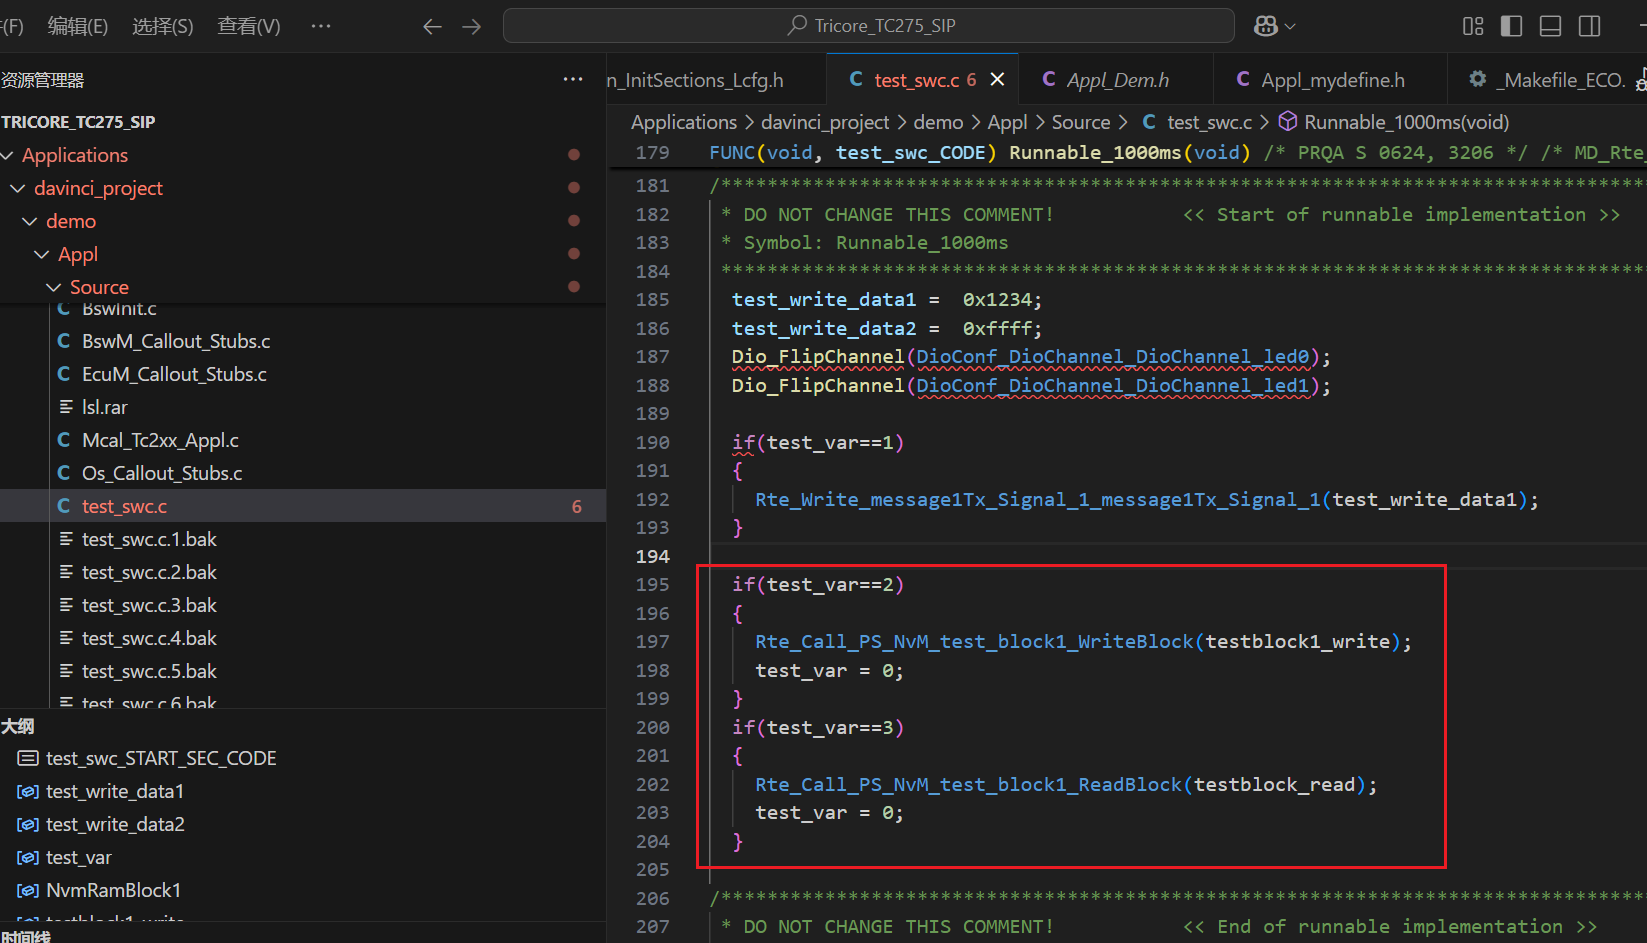 (F) 编辑(E) 选择(S) 查看(V) ··· Tricore_TC275_SIP
资源管理器 ···
n_InitSections_Lcfg.h C test_swc.c 6 C Appl_Dem.h C Appl_mydefine.h _Makefile_ECO.
TRICORE_TC275_SIP
Applications
davinci_project
demo
Appl
Source
BswInit.c
C BswM_Callout_Stubs.c
C EcuM_Callout_Stubs.c
lsl.rar
C Mcal_Tc2xx_Appl.c
C Os_Callout_Stubs.c
C test_swc.c 6
test_swc.c.1.bak
test_swc.c.2.bak
test_swc.c.3.bak
test_swc.c.4.bak
test_swc.c.5.bak
test_swc.c.6.bak
大纲
test_swc_START_SEC_CODE
test_write_data1
test_write_data2
test_var
NvmRamBlock1
testblock1_write
时间线
Applications > davinci_project > demo > Appl > Source > C test_swc.c > Runnable_1000ms(void)
179 FUNC(void, test_swc_CODE) Runnable_1000ms(void) /* PRQA S 0624, 3206 */ /* MD_Rte_
181 /*******************************************************************************
182 * DO NOT CHANGE THIS COMMENT! << Start of runnable implementation >>
183 * Symbol: Runnable_1000ms
184 *******************************************************************************
185 test_write_data1 = 0x1234;
186 test_write_data2 = 0xffff;
187 Dio_FlipChannel(DioConf_DioChannel_DioChannel_led0);
188 Dio_FlipChannel(DioConf_DioChannel_DioChannel_led1);
189
190 if(test_var==1)
191 {
192 Rte_Write_message1Tx_Signal_1_message1Tx_Signal_1(test_write_data1);
193 }
194
195 if(test_var==2)
196 {
197 Rte_Call_PS_NvM_test_block1_WriteBlock(testblock1_write);
198 test_var = 0;
199 }
200 if(test_var==3)
201 {
202 Rte_Call_PS_NvM_test_block1_ReadBlock(testblock_read);
203 test_var = 0;
204 }
205
206 /*******************************************************************************
207 * DO NOT CHANGE THIS COMMENT! << End of runnable implementation >>